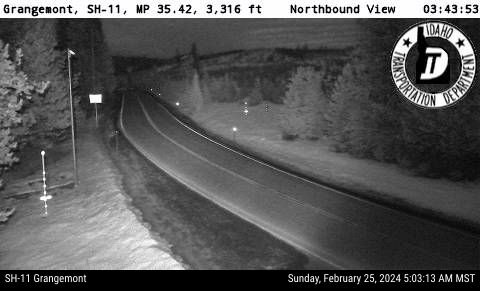 Grangemont, SH-11, MP 35.42, 3,316 ft Northbound View 03:43:53
IDAHO
TRANSPORTATION DEPARTMENT
SH-11 Grangemont Sunday, February 25, 2024 5:03:13 AM MST